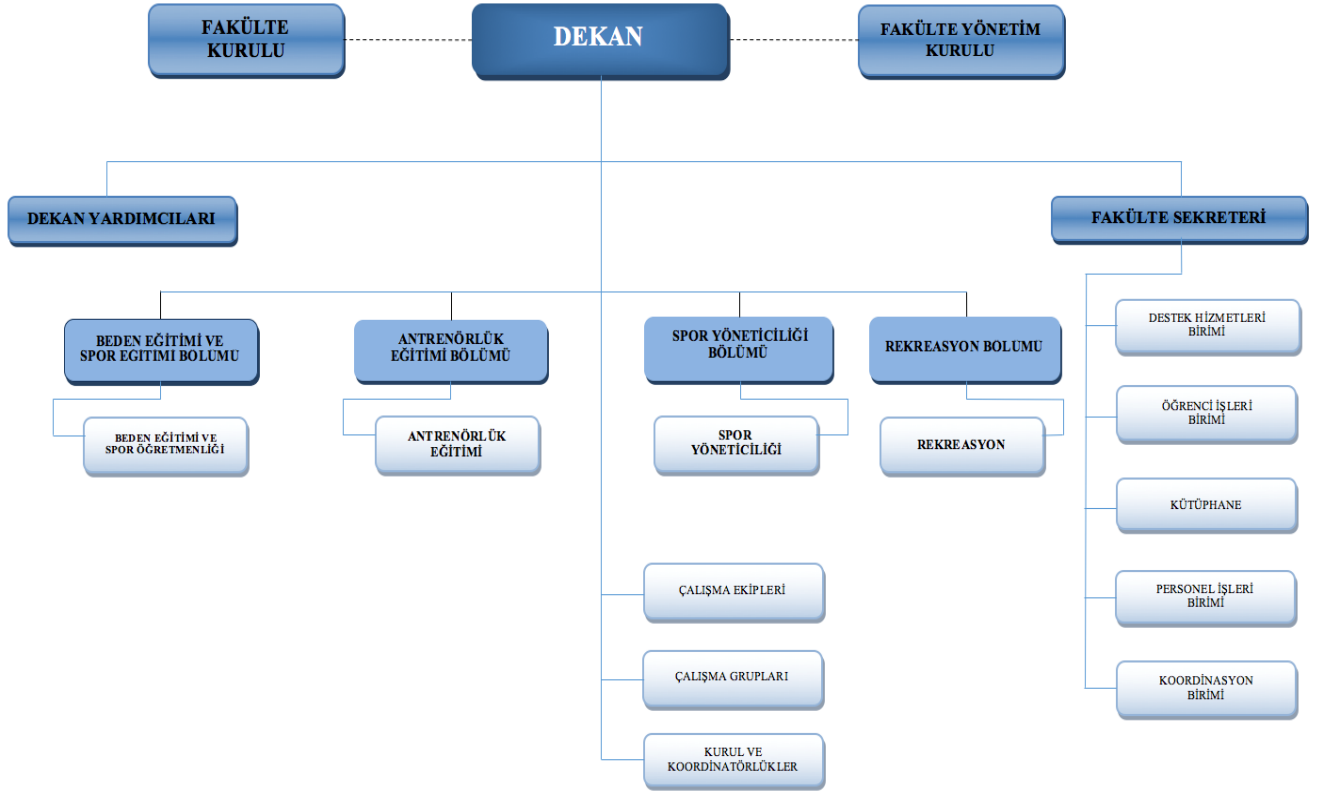 FAKÜLTE
KURULU
DEKAN
FAKÜLTE YÖNETİM
KURULU
DEKAN YARDIMCILARI
FAKÜLTE SEKRETERİ
BEDEN EĞİTİMİ VE
SPOR EGITIMI BOLUMU
ANTRENÖRLÜK
EĞİTİMİ BÖLÜMÜ
SPOR YÖNETİCİLİĞİ
BÖLÜMÜ
REKREASYON BOLUMU
BEDEN EĞİTİMİ VE
SPOR ÖĞRETMENLİĞİ
ANTRENÖRLÜK
EĞİTİMİ
SPOR
YÖNETİCİLİĞİ
REKREASYON
DESTEK HİZMETLERİ
BİRİMİ
ÖĞRENCİ İŞLERİ
BİRİMİ
KÜTÜPHANE
PERSONEL İŞLERİ
BİRİMİ
KOORDİNASYON
BİRİMİ
ÇALIŞMA EKİPLERİ
ÇALIŞMA GRUPLARI
KURUL VE
KOORDİNATÖRLÜKLER